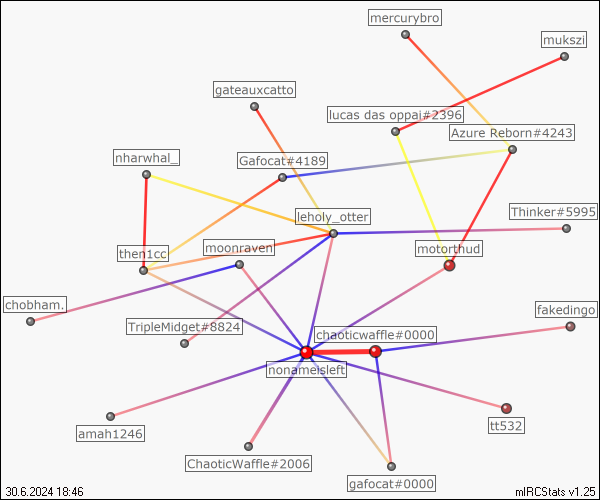 mercurybro
mukszi
gateauxcatto
lucas das oppai#2396
Azure Reborn#4243
nharwhal_
Gafocat#4189
leholy_otter
Thinker#5995
then1cc
moonraven
motorthud
chobham.
TripleMidget#8824
chaoticwaffle#0000
fakedingo
nonameisleft
amah1246
tt532
ChaoticWaffle#2006
gafocat#0000
30.6.2024 18:46
mIRCStats v1.25